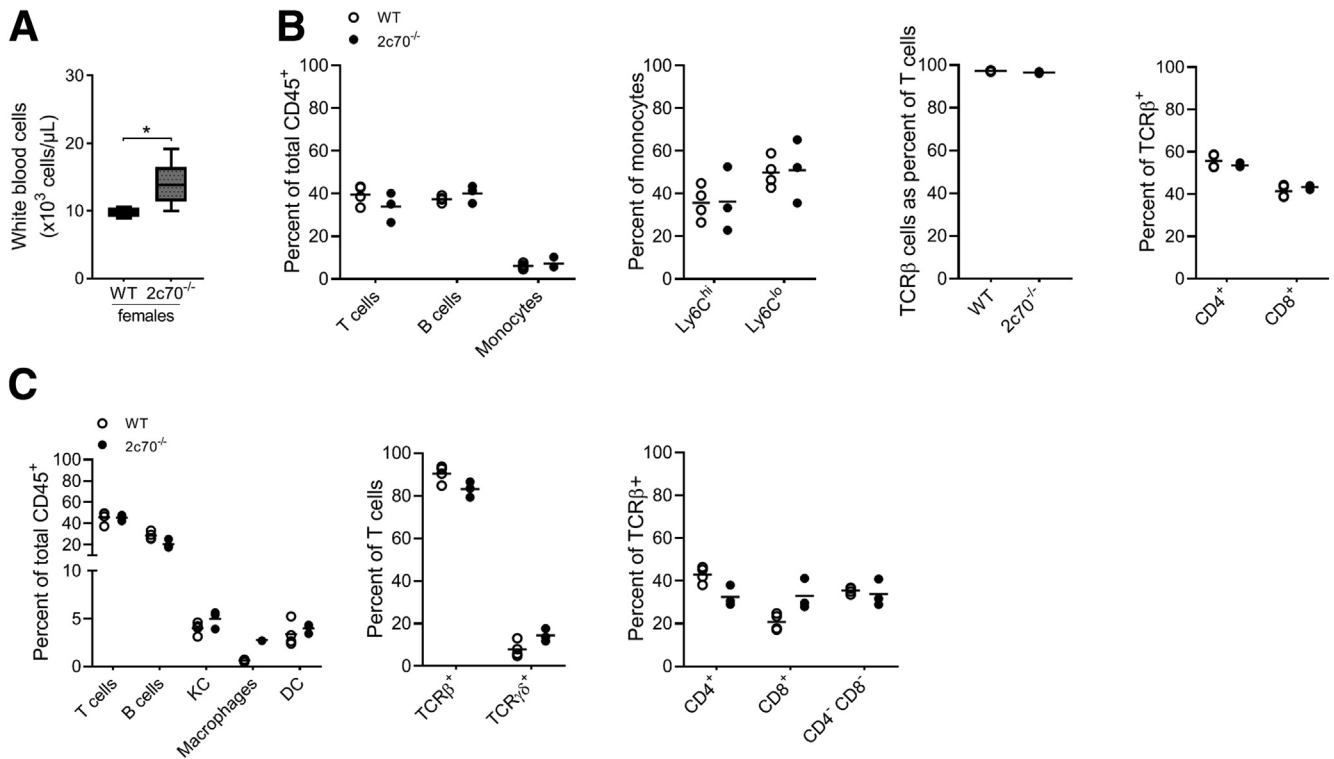 A
White blood cells
(x10³ cells/µL)
30
20
10
0
*
WT 2c70⁻/⁻
females
B
WT
2c70⁻/⁻
Percent of total CD45⁺
100
80
60
40
20
0
T cells
B cells
Monocytes
Percent of monocytes
100
80
60
40
20
0
Ly6Cʰⁱ
Ly6Cˡᵒ
TCRβ cells as percent of T cells
100
80
60
40
20
0
WT
2c70⁻/⁻
Percent of TCRβ⁺
100
80
60
40
20
0
CD4⁺
CD8⁺
C
WT
2c70⁻/⁻
Percent of total CD45⁺
100
80
60
40
20
10
5
0
T cells
B cells
KC
Macrophages
DC
Percent of T cells
100
80
60
40
20
0
TCRβ⁺
TCRγδ⁺
Percent of TCRβ+
100
80
60
40
20
0
CD4⁺
CD8⁺
CD4⁻ CD8⁻